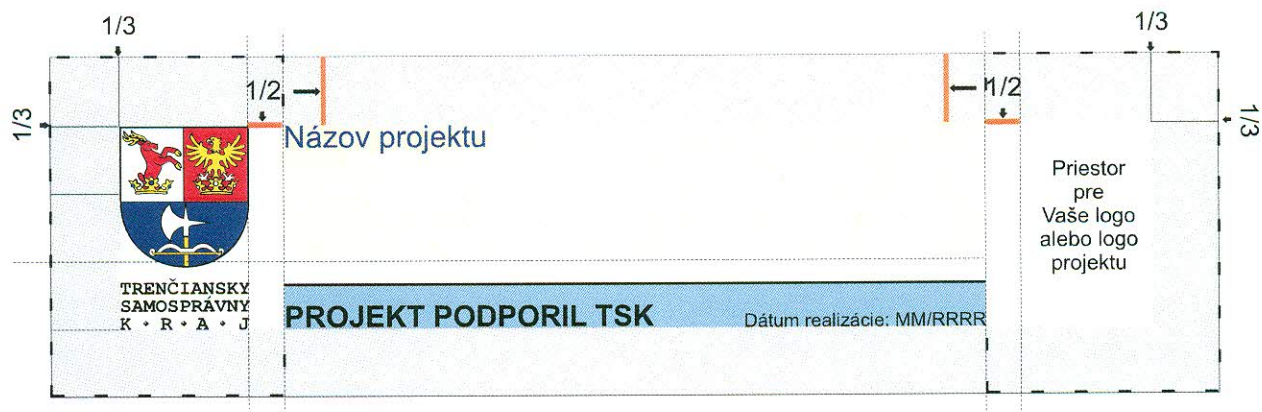 1/3
1/3
1/2
1/2
1/3
1/3
Názov projektu
Priestor
pre
Vaše logo
alebo logo
projektu
TRENČIANSKY
SAMOSPRÁVNY
K · R · A · J
PROJEKT PODPORIL TSK
Dátum realizácie: MM/RRRR